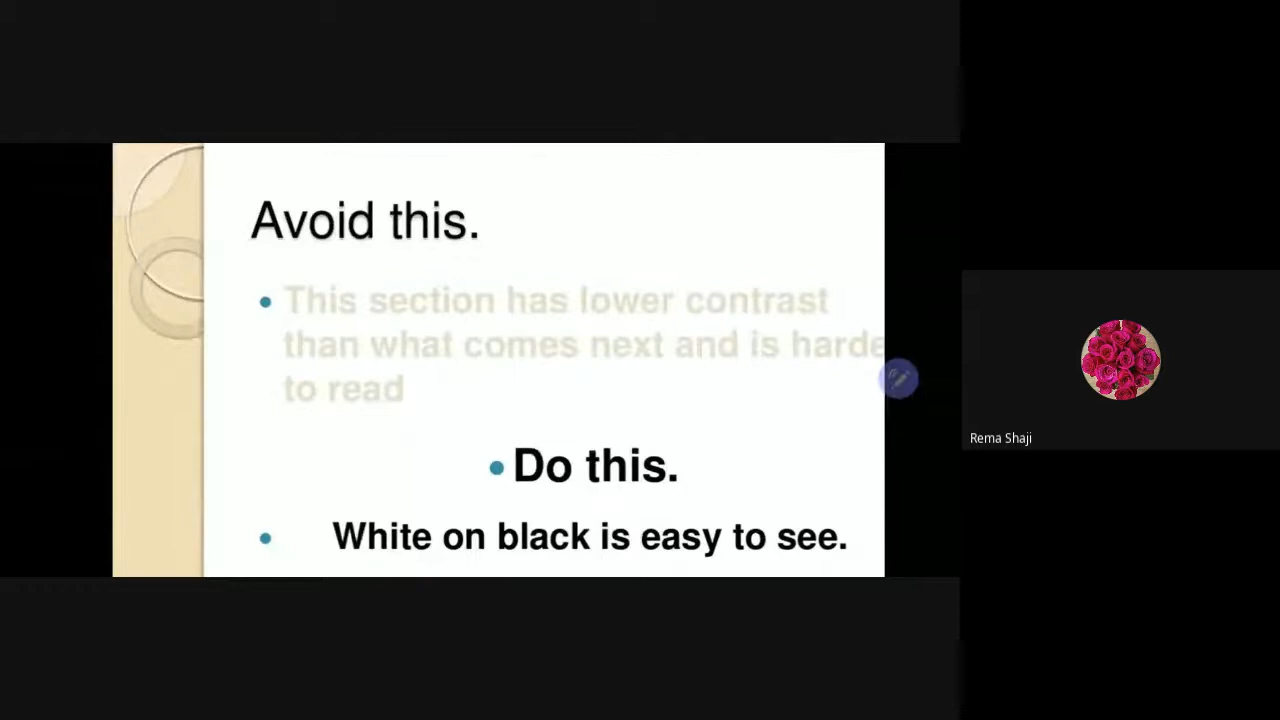 Avoid this.
This section has lower contrast
than what comes next and is harde
to read
Do this.
White on black is easy to see.
Rema Shaji